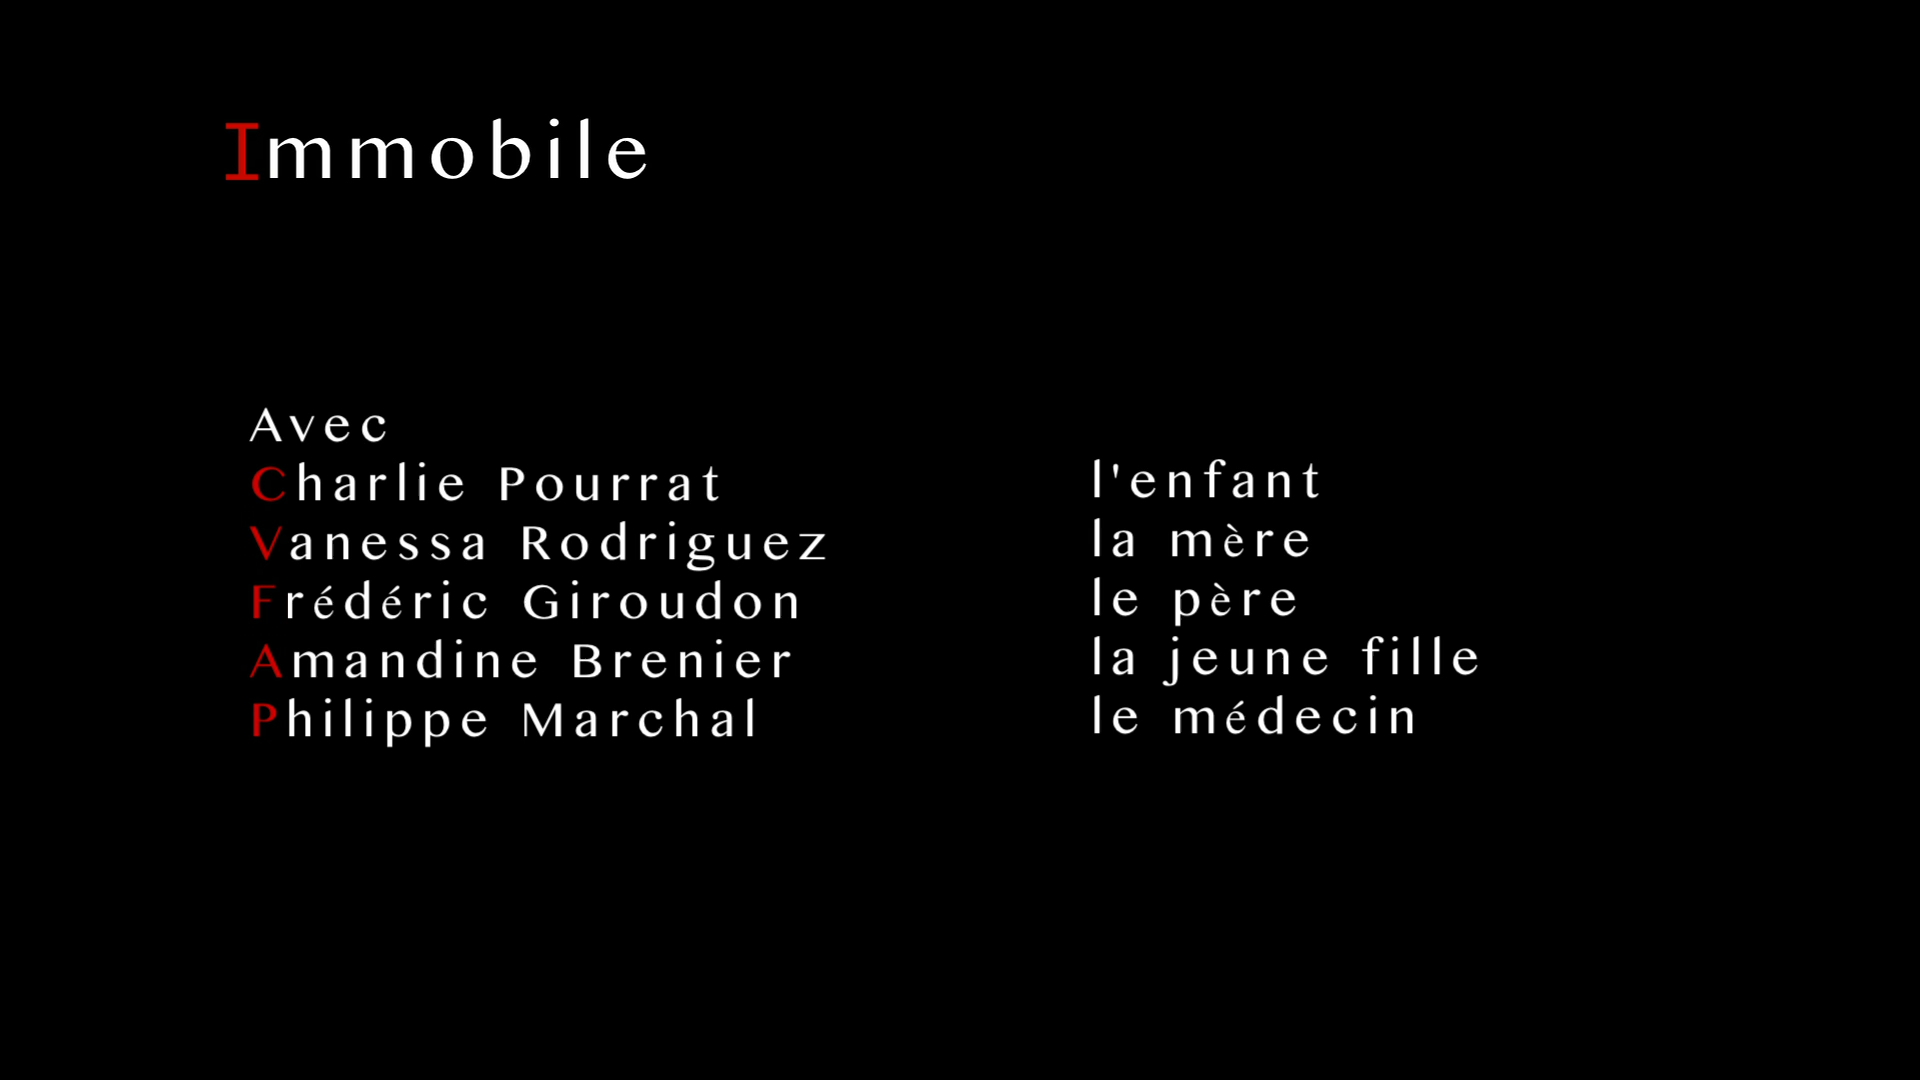 Immobile
Avec
Charlie Pourrat l'enfant
Vanessa Rodriguez la mère
Frédéric Giroudon le père
Amandine Brenier la jeune fille
Philippe Marchal le médecin